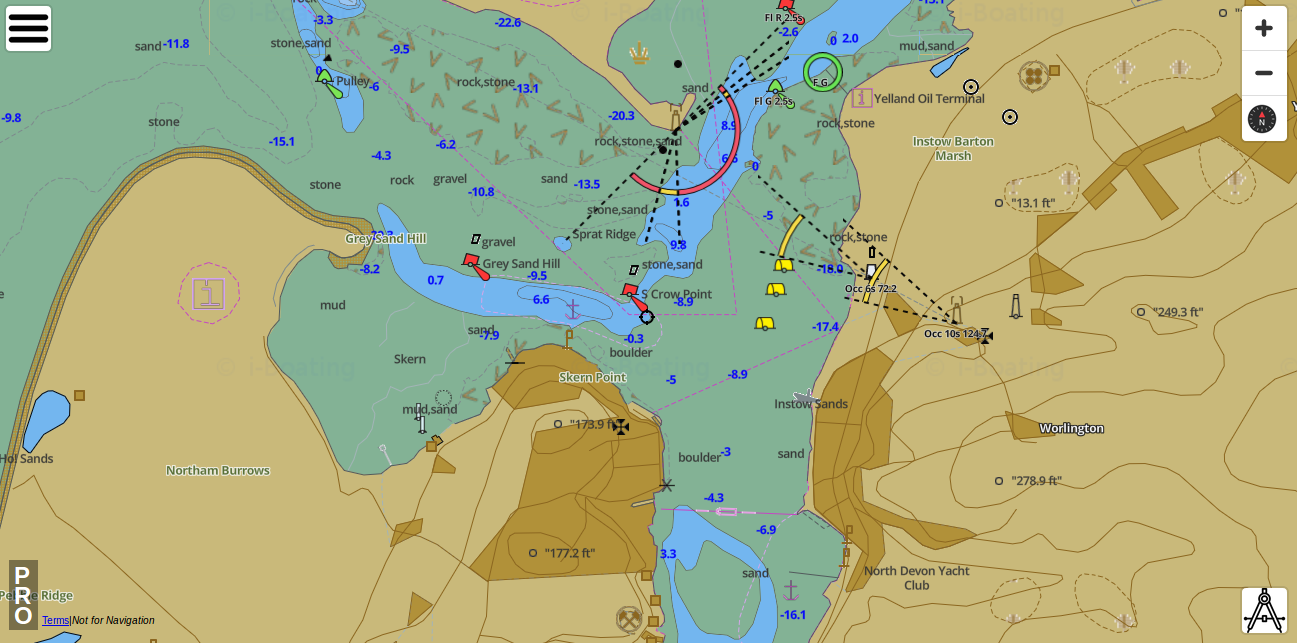 rock
-3.3
-22.6
Fl R 2.5s
-2.6
0
2.0
-13.1
© i-Boating
sand
-11.8
stone,sand
-9.5
mud,sand
0
Pulley
-6
rock,stone
-13.1
sand
F G
Fl G 2.5s
Yelland Oil Terminal
-9.8
stone
-20.3
8.9
rock,stone
-15.1
-6.2
rock,stone,sand
Instow Barton
Marsh
-4.3
6.6
0
stone
rock
gravel
sand
-13.5
-10.8
1.6
"13.1 ft"
stone,sand
-5
Grey Sand Hill
gravel
Sprat Ridge
9.8
rock,stone
-8.2
0.7
Grey Sand Hill
-9.5
stone,sand
Occ 6s 72.2
mud
6.6
S Crow Point
-8.9
"249.3 ft"
sand
-7.9
-0.3
-17.4
Occ 10s 124.7
boulder
Skern
© i-Boating
Skern Point
-5
-8.9
© i-Boating
mud,sand
Instow Sands
"173.9 ft"
Worlington
Northam Burrows
boulder
-3
sand
"278.9 ft"
-4.3
-6.9
3.3
"177.2 ft"
sand
North Devon Yacht
Club
-16.1
PRO
Terms|Not for Navigation
N